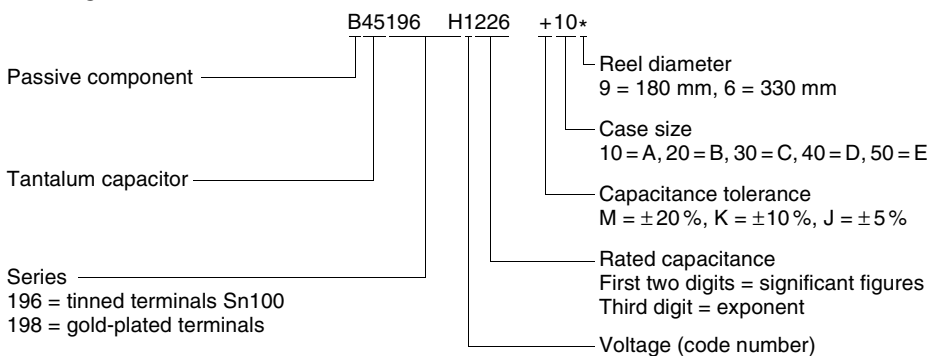 B45196 H1226 +10*
Passive component
Reel diameter
9 = 180 mm, 6 = 330 mm
Case size
10 = A, 20 = B, 30 = C, 40 = D, 50 = E
Tantalum capacitor
Capacitance tolerance
M = ±20 %, K = ±10 %, J = ±5 %
Series
196 = tinned terminals Sn100
198 = gold-plated terminals
Rated capacitance
First two digits = significant figures
Third digit = exponent
Voltage (code number)